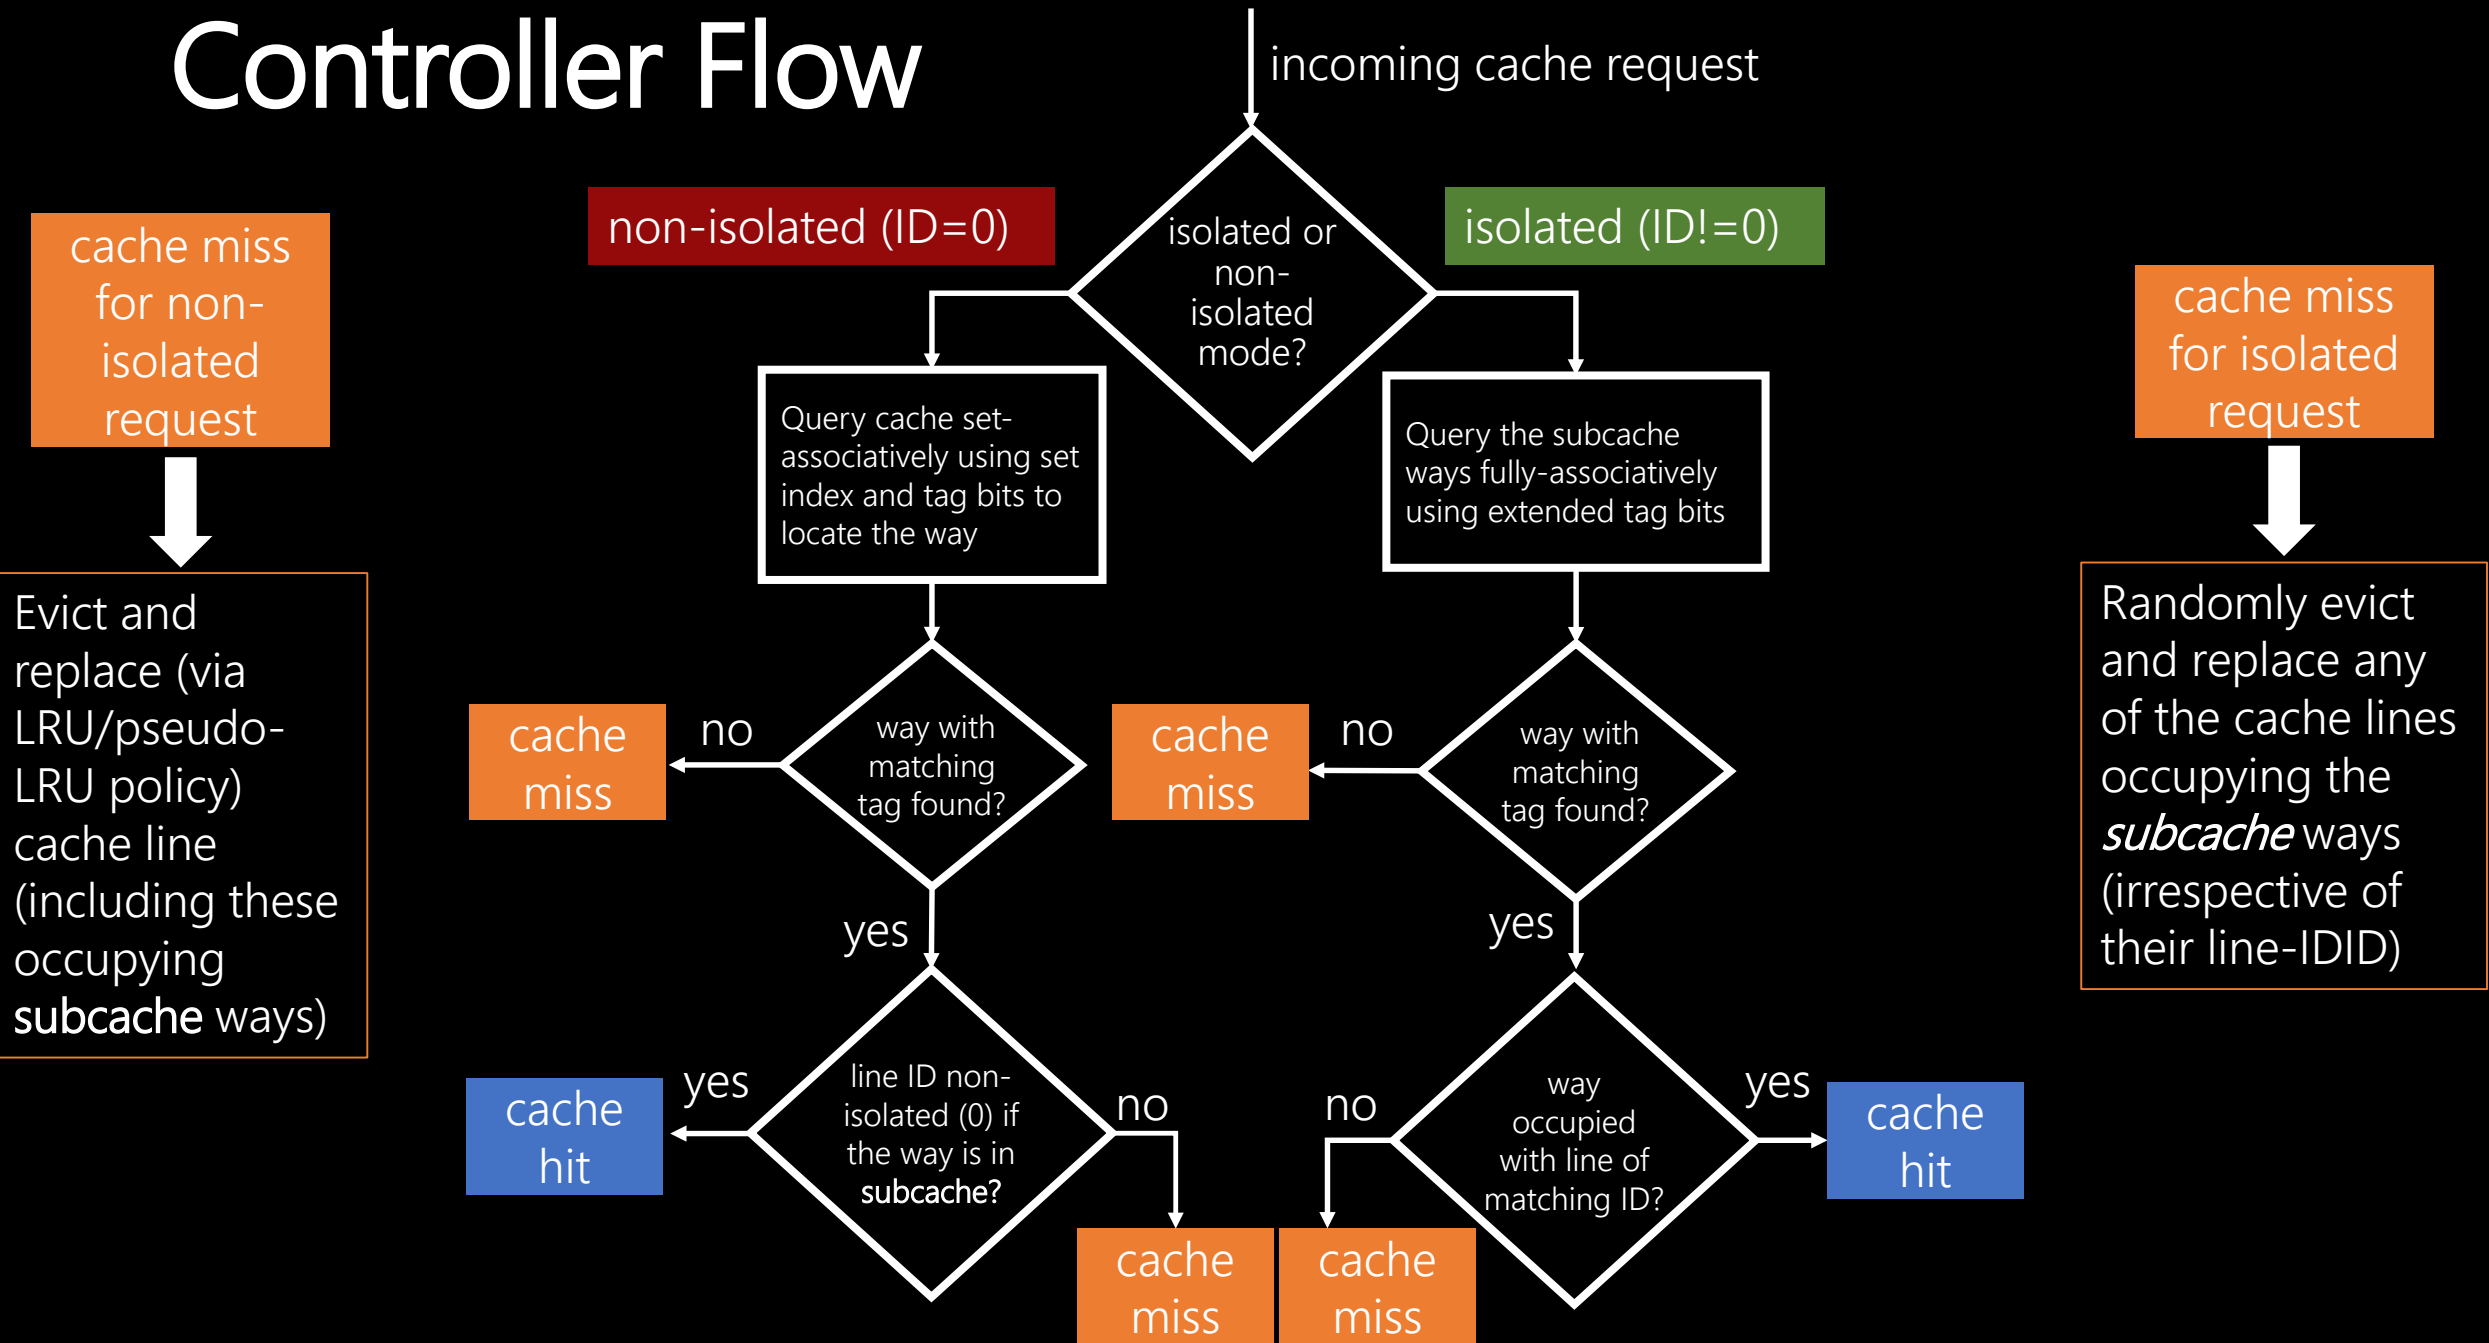 Controller Flow
incoming cache request
non-isolated (ID=0)
isolated (ID!=0)
isolated or
non-
isolated
mode?
cache miss
for non-
isolated
request
cache miss
for isolated
request
Query cache set-
associatively using set
index and tag bits to
locate the way
Query the subcache
ways fully-associatively
using extended tag bits
Evict and
replace (via
LRU/pseudo-
LRU policy)
cache line
(including these
occupying
subcache ways)
Randomly evict
and replace any
of the cache lines
occupying the
subcache ways
(irrespective of
their line-IDID)
cache
miss
no
way with
matching
tag found?
cache
miss
no
way with
matching
tag found?
yes
yes
cache
hit
yes
line ID non-
isolated (0) if
the way is in
subcache?
no
no
way
occupied
with line of
matching ID?
yes
cache
hit
cache
miss
cache
miss